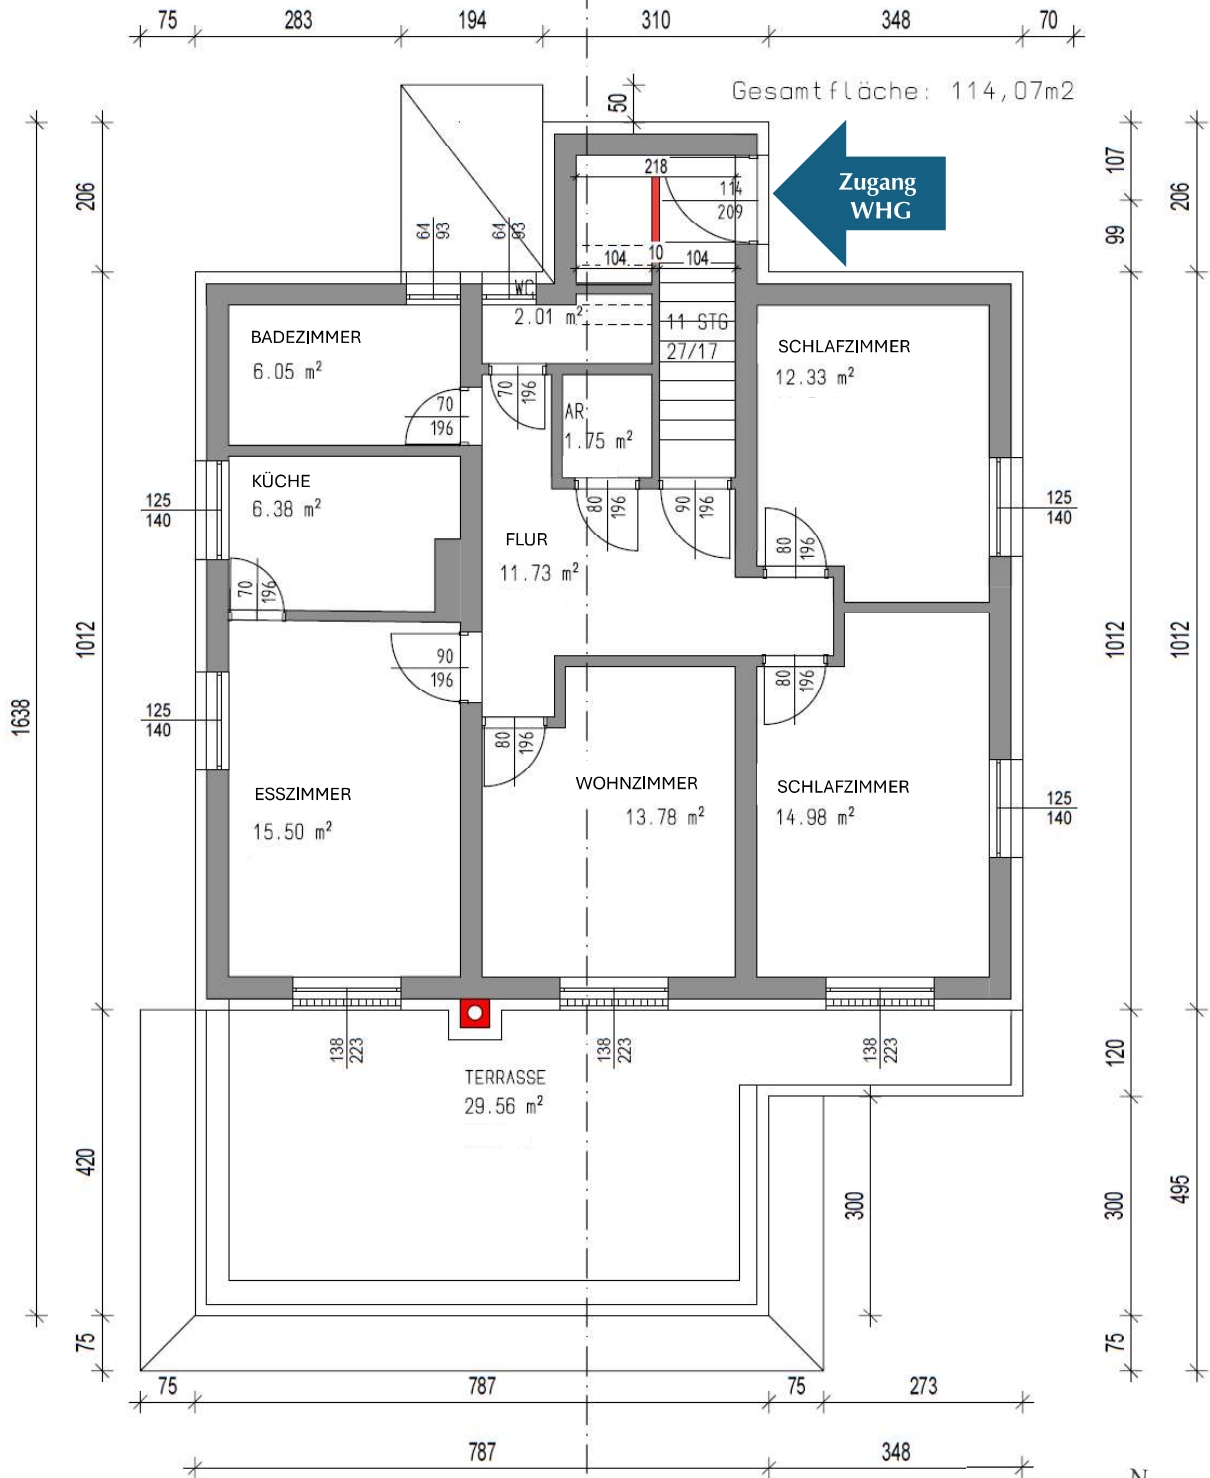 75 283 194 310 348 70
Gesamtfläche: 114,07m2
50
107
206
206
99
218
114
209
Zugang
WHG
64
93
64
93
104 10 104
WC
2.01 m²
11 STG
27/17
BADEZIMMER
6.05 m²
SCHLAFZIMMER
12.33 m²
70
196
70
196
AR
1.75 m²
KÜCHE
6.38 m²
125
140
125
140
80
196
90
196
FLUR
11.73 m²
80
196
70
196
1012
1012
1012
90
196
80
196
1638
125
140
80
196
ESSZIMMER
15.50 m²
WOHNZIMMER
13.78 m²
SCHLAFZIMMER
14.98 m²
125
140
138
223
138
223
138
223
120
TERRASSE
29.56 m²
420
300
300
495
75
75
75 787 75 273
787 348
N